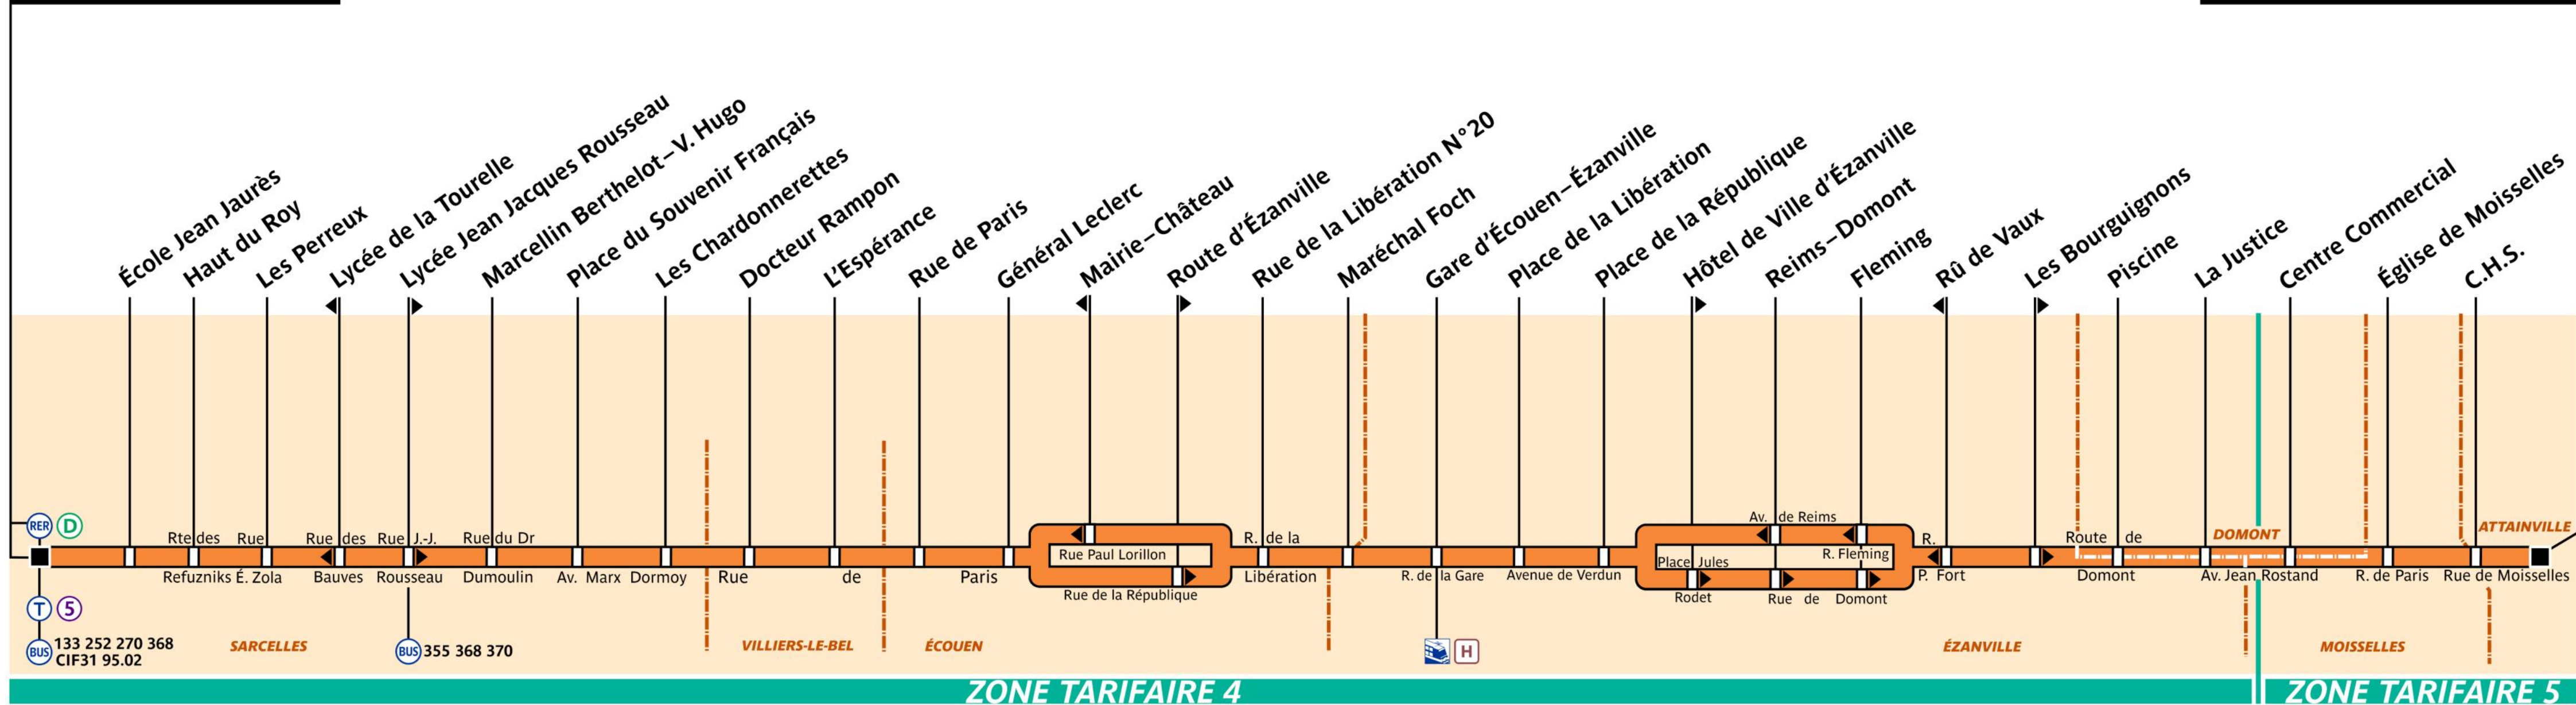 École Jean Jaurès
Haut du Roy
Les Perreux
Lycée de la Tourelle
Lycée Jean Jacques Rousseau
Marcellin Berthelot–V. Hugo
Place du Souvenir Français
Les Chardonnerettes
Docteur Rampon
L'Espérance
Rue de Paris
Général Leclerc
Mairie–Château
Route d'Ézanville
Rue de la Libération N°20
Maréchal Foch
Gare d'Écouen–Ézanville
Place de la Libération
Place de la République
Hôtel de Ville d'Ézanville
Reims–Domont
Fleming
Rû de Vaux
Les Bourguignons
Piscine
La Justice
Centre Commercial
Église de Moisselles
C.H.S.
RER D
Rte des
Refuzniks
Rue
É. Zola
Rue des
Bauves
Rue J.-J.
Rousseau
Rue du Dr
Dumoulin
Av. Marx Dormoy
Rue de Paris
Rue Paul Lorillon
Rue de la République
R. de la
Libération
R. de la Gare
Avenue de Verdun
Place Jules
Rodet
Av. de Reims
R. Fleming
Rue de Domont
R.
P. Fort
Route de
Domont
DOMONT
Av. Jean Rostand
R. de Paris
ATTAINVILLE
Rue de Moisselles
T 5
BUS 133 252 270 368
CIF31 95.02
SARCELLES
BUS 355 368 370
VILLIERS-LE-BEL
ÉCOUEN
H
ÉZANVILLE
MOISSELLES
ZONE TARIFAIRE 4
ZONE TARIFAIRE 5